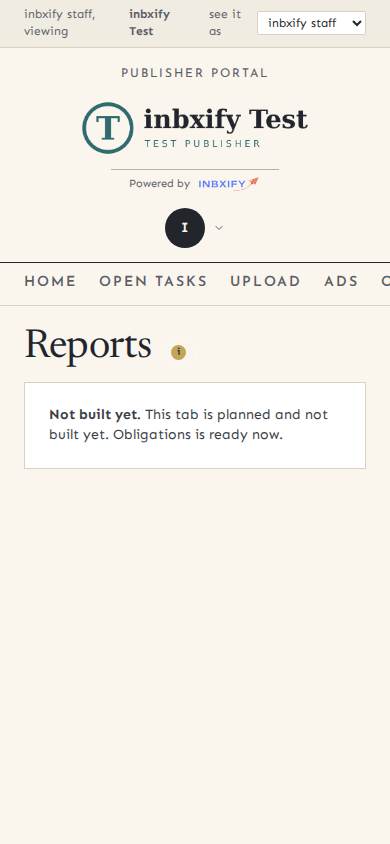 inbxify staff, viewing
inbxify Test
see it as
inbxify staff
PUBLISHER PORTAL
T
inbxify Test
TEST PUBLISHER
Powered by INBXIFY
I
HOME OPEN TASKS UPLOAD ADS
Reports i
Not built yet. This tab is planned and not
built yet. Obligations is ready now.